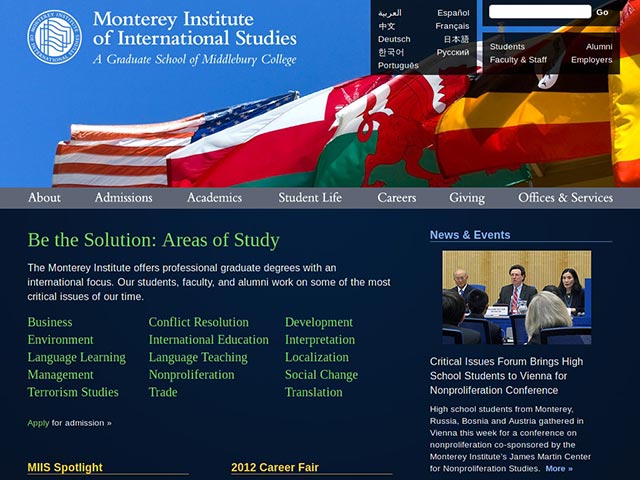 Monterey Institute
of International Studies
A Graduate School of Middlebury College
العربية
Español
中文
Français
Deutsch
日本語
한국어
Русский
Português
Go
Students
Alumni
Faculty & Staff
Employers
About
Admissions
Academics
Student Life
Careers
Giving
Offices & Services
Be the Solution: Areas of Study
The Monterey Institute offers professional graduate degrees with an
international focus. Our students, faculty, and alumni work on some of the most
critical issues of our time.
Business
Conflict Resolution
Development
Environment
International Education
Interpretation
Language Learning
Language Teaching
Localization
Management
Nonproliferation
Social Change
Terrorism Studies
Trade
Translation
Apply for admission »
MIIS Spotlight
2012 Career Fair
News & Events
Critical Issues Forum Brings High
School Students to Vienna for
Nonproliferation Conference
High school students from Monterey,
Russia, Bosnia and Austria gathered in
Vienna this week for a conference on
nonproliferation co-sponsored by the
Monterey Institute's James Martin Center
for Nonproliferation Studies. More »